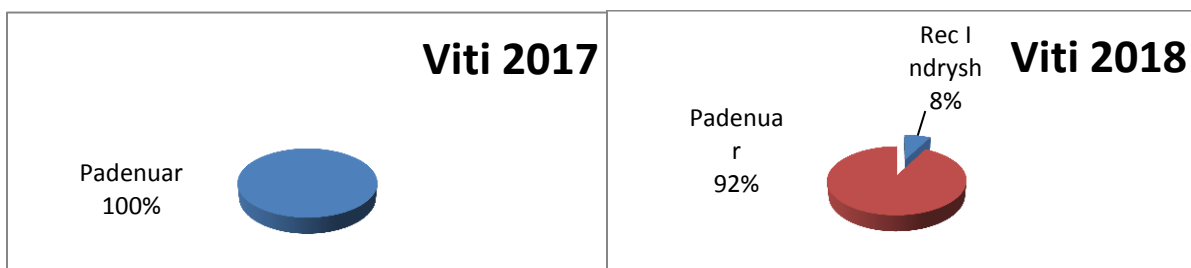 Viti 2017
Padenuar
100%
Viti 2018
Rec I
ndrysh
8%
Padenua
r
92%